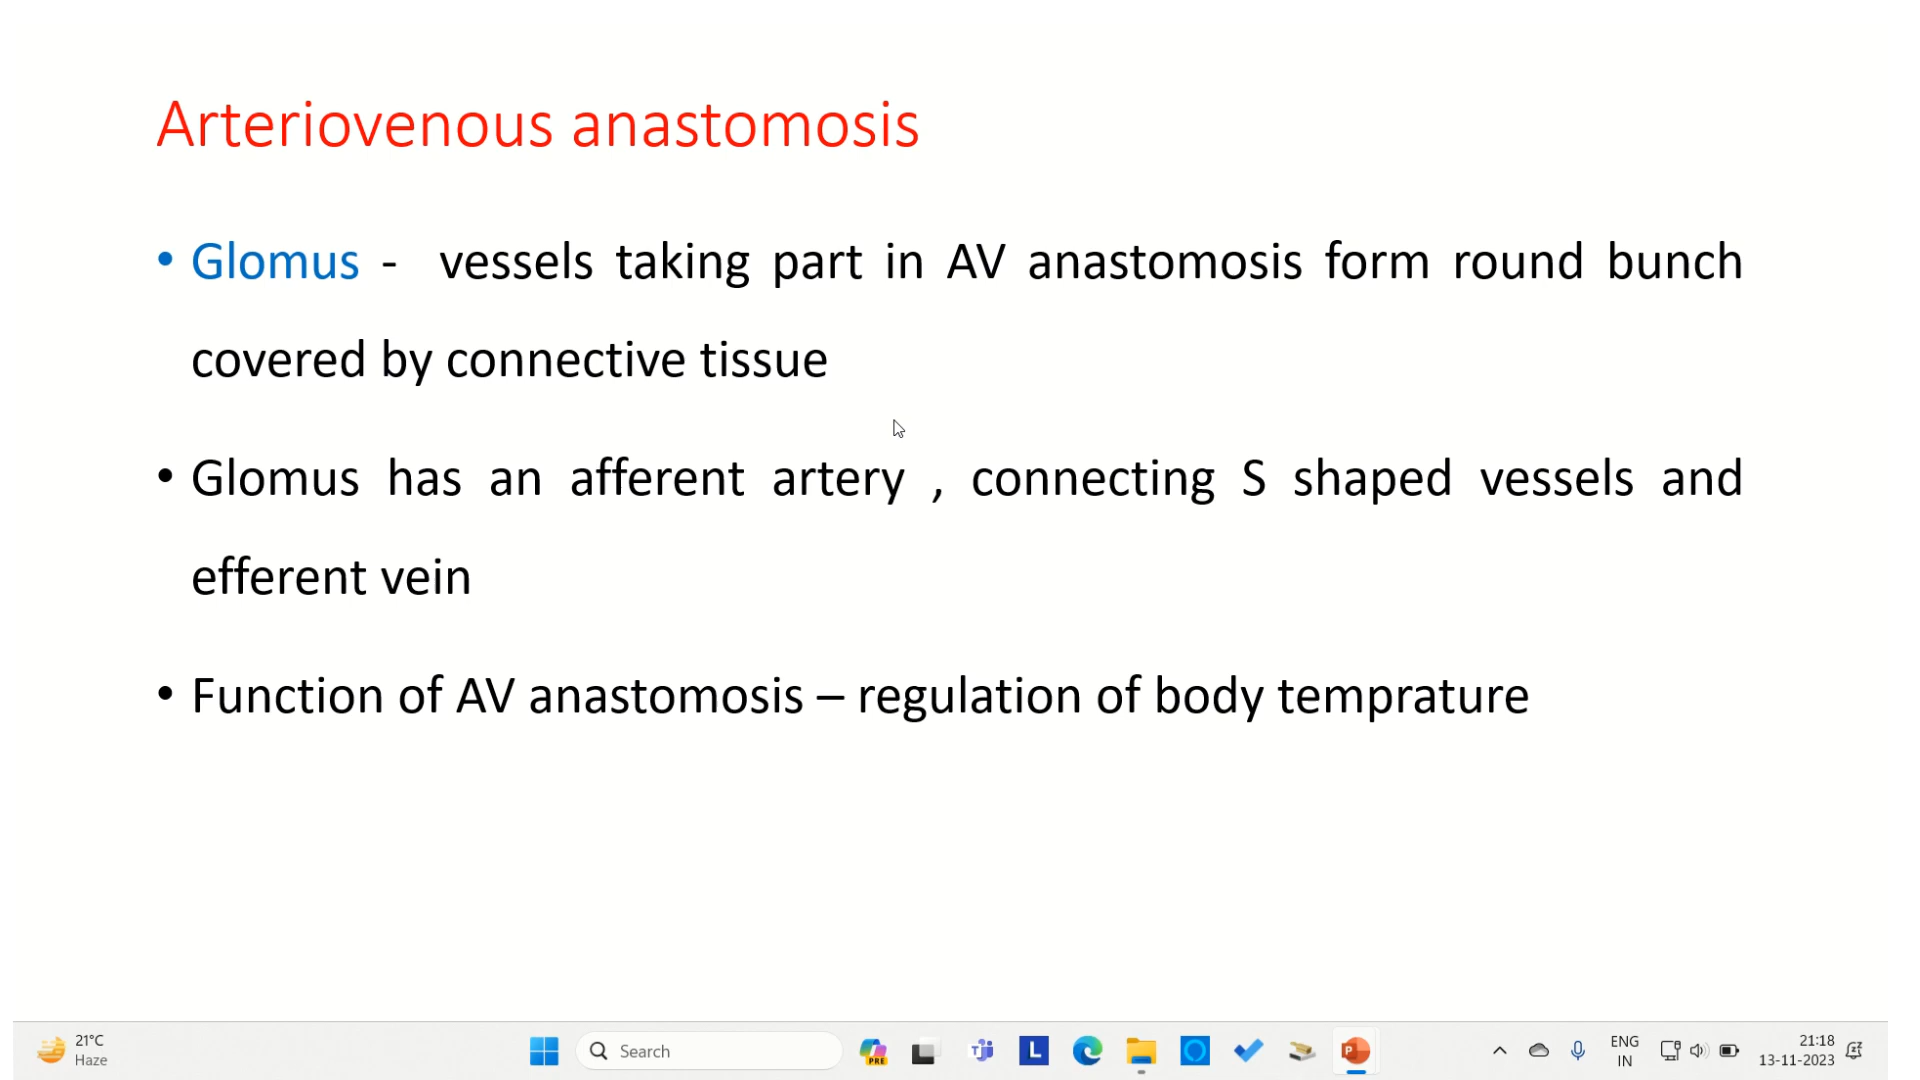 Arteriovenous anastomosis
• Glomus - vessels taking part in AV anastomosis form round bunch
covered by connective tissue
• Glomus has an afferent artery , connecting S shaped vessels and
efferent vein
• Function of AV anastomosis – regulation of body temprature
21°C
Haze
Search
PRE
L
P
ENG
IN
21:18
13-11-2023